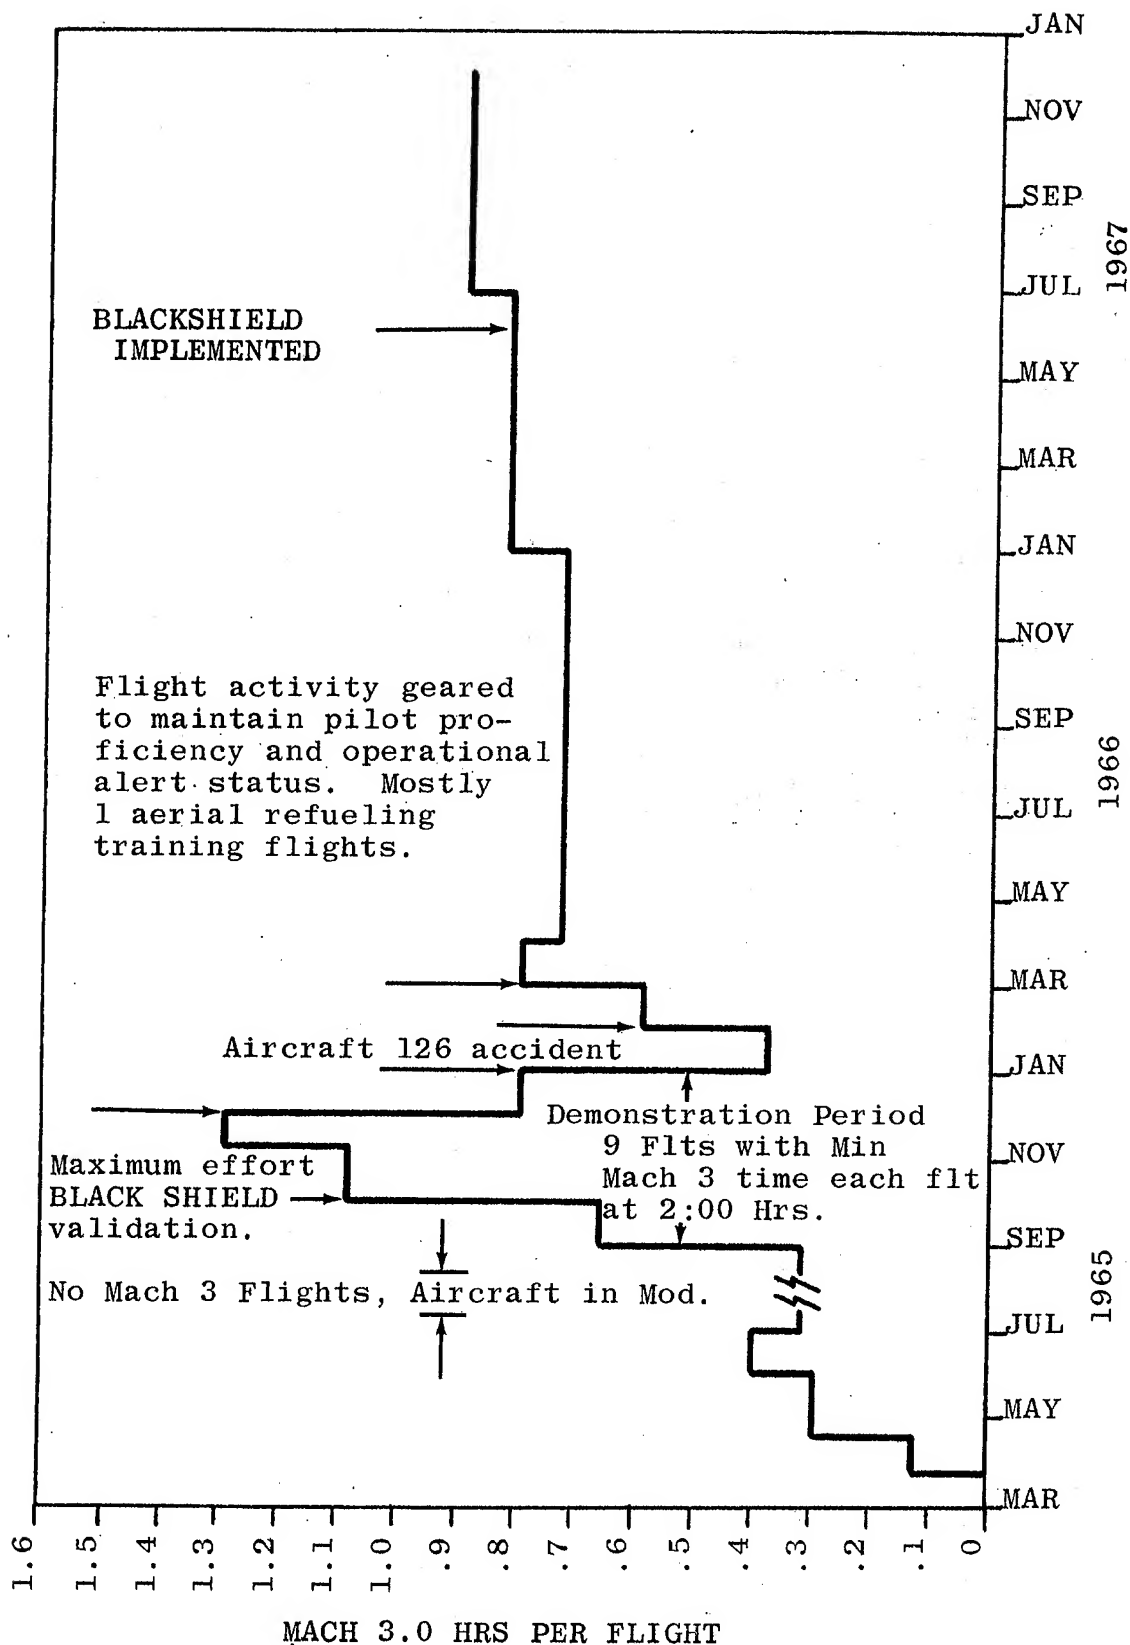 JAN
NOV
SEP
1967
JUL
BLACKSHIELD
IMPLEMENTED
MAY
MAR
JAN
NOV
Flight activity geared
to maintain pilot pro-
ficiency and operational
alert status. Mostly
1 aerial refueling
training flights.
SEP
1966
JUL
MAY
MAR
Aircraft 126 accident
JAN
Demonstration Period
9 Flts with Min
Mach 3 time each flt
at 2:00 Hrs.
NOV
Maximum effort
BLACK SHIELD
validation.
SEP
No Mach 3 Flights, Aircraft in Mod.
1965
JUL
MAY
MAR
1.6 1.5 1.4 1.3 1.2 1.1 1.0 .9 .8 .7 .6 .5 .4 .3 .2 .1 0
MACH 3.0 HRS PER FLIGHT